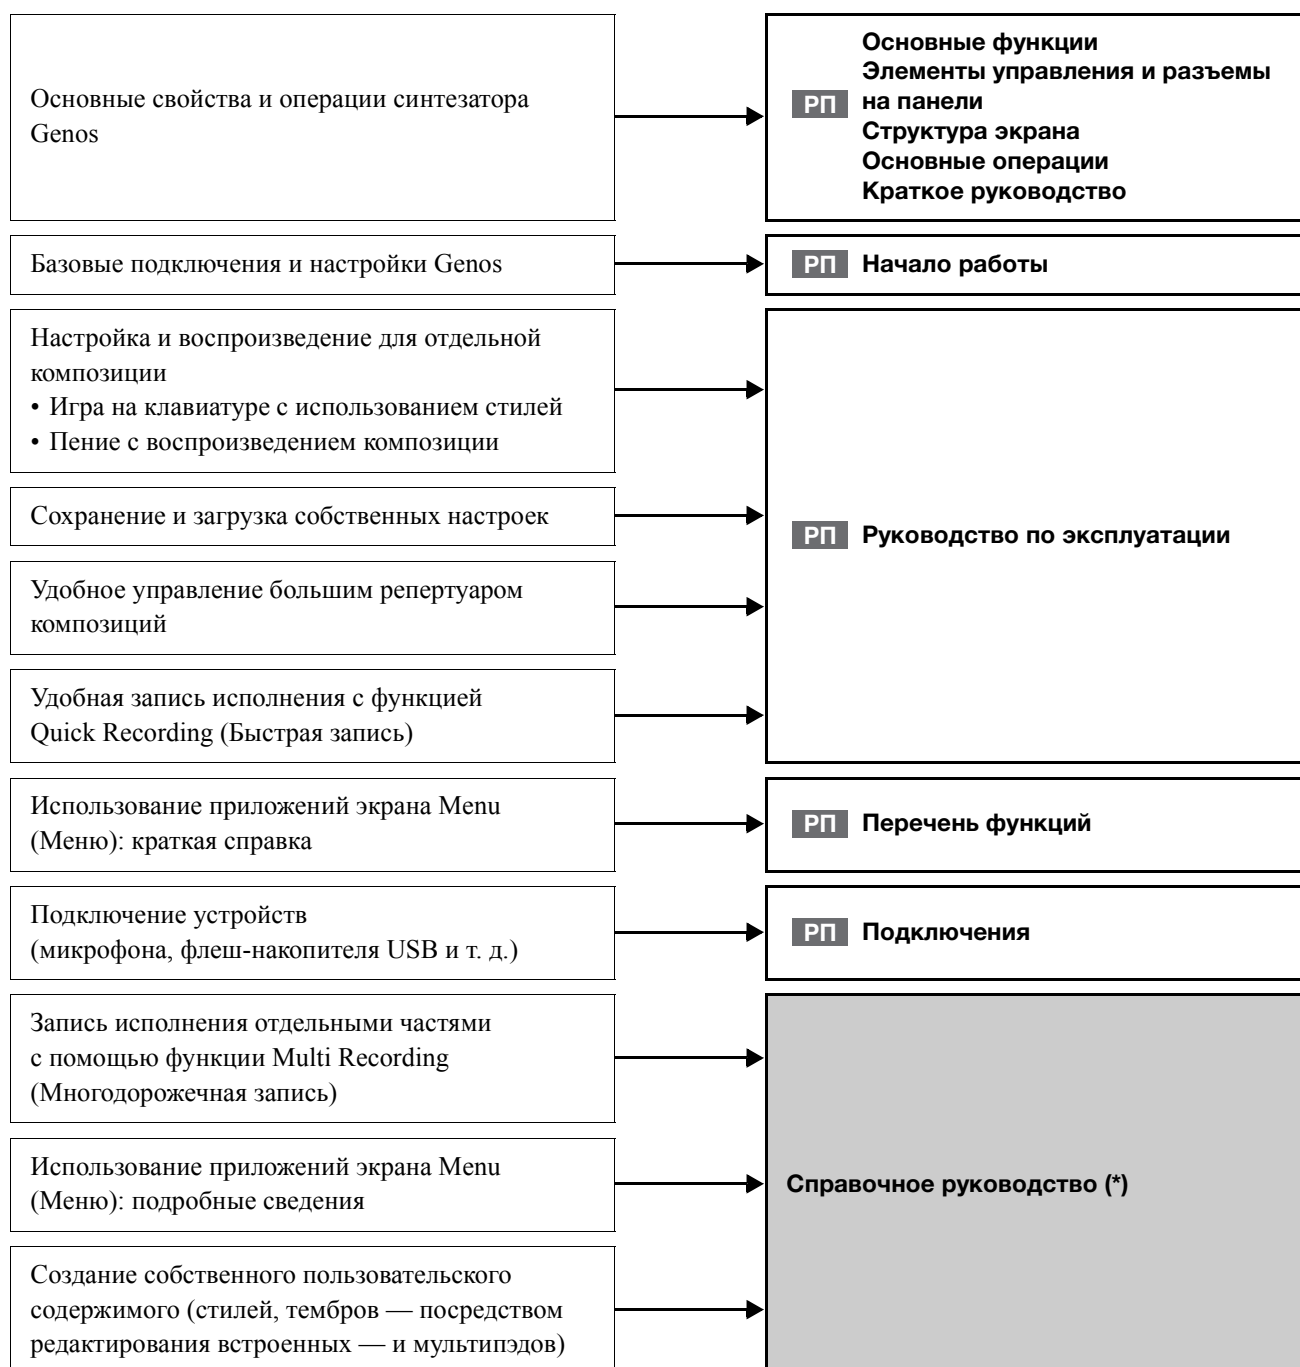 Основные свойства и операции синтезатора
Genos
РП
Основные функции
Элементы управления и разъемы
на панели
Структура экрана
Основные операции
Краткое руководство
Базовые подключения и настройки Genos
РП Начало работы
Настройка и воспроизведение для отдельной
композиции
• Игра на клавиатуре с использованием стилей
• Пение с воспроизведением композиции
Сохранение и загрузка собственных настроек
Удобное управление большим репертуаром
композиций
Удобная запись исполнения с функцией
Quick Recording (Быстрая запись)
РП Руководство по эксплуатации
Использование приложений экрана Menu
(Меню): краткая справка
РП Перечень функций
Подключение устройств
(микрофона, флеш-накопителя USB и т. д.)
РП Подключения
Запись исполнения отдельными частями
с помощью функции Multi Recording
(Многодорожечная запись)
Использование приложений экрана Menu
(Меню): подробные сведения
Создание собственного пользовательского
содержимого (стилей, тембров — посредством
редактирования встроенных — и мультипэдов)
Справочное руководство (*)